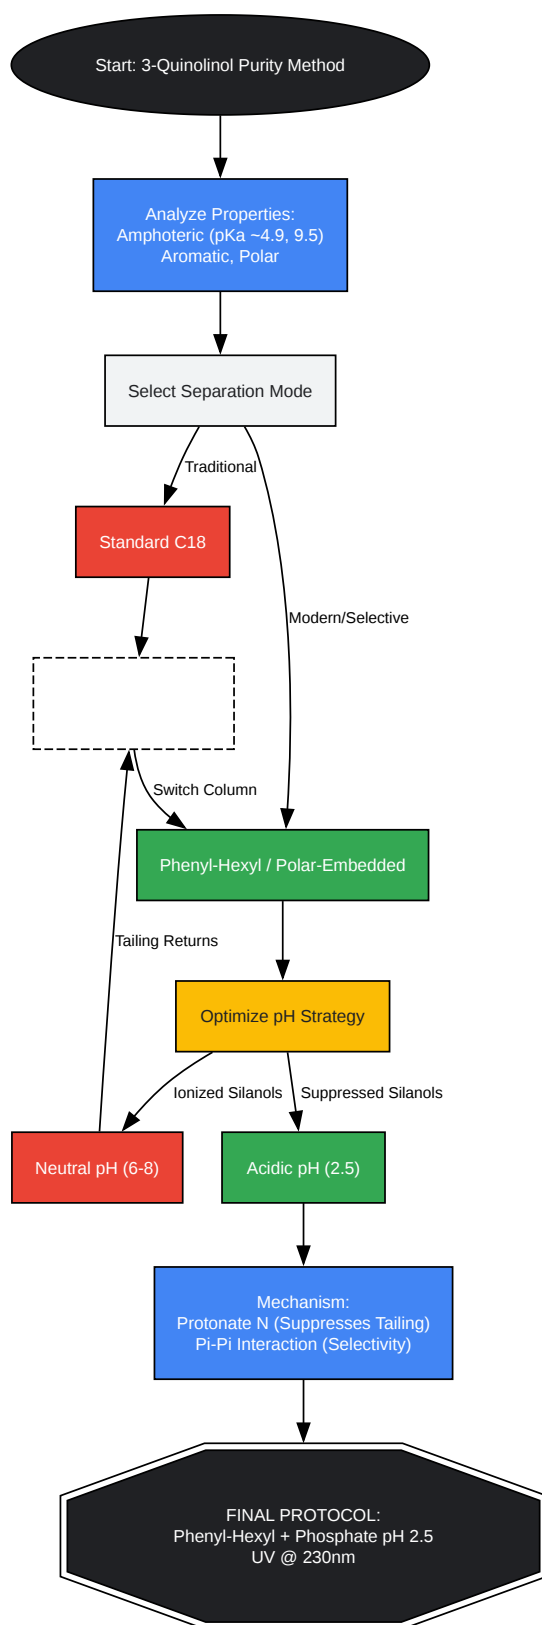 Start: 3-Quinolinol Purity Method
Analyze Properties:
Amphoteric (pKa ~4.9, 9.5)
Aromatic, Polar
Select Separation Mode
Traditional
Standard C18
Modern/Selective
Switch Column
Phenyl-Hexyl / Polar-Embedded
Tailing Returns
Optimize pH Strategy
Ionized Silanols
Suppressed Silanols
Neutral pH (6-8)
Acidic pH (2.5)
Mechanism:
Protonate N (Suppresses Tailing)
Pi-Pi Interaction (Selectivity)
FINAL PROTOCOL:
Phenyl-Hexyl + Phosphate pH 2.5
UV @ 230nm